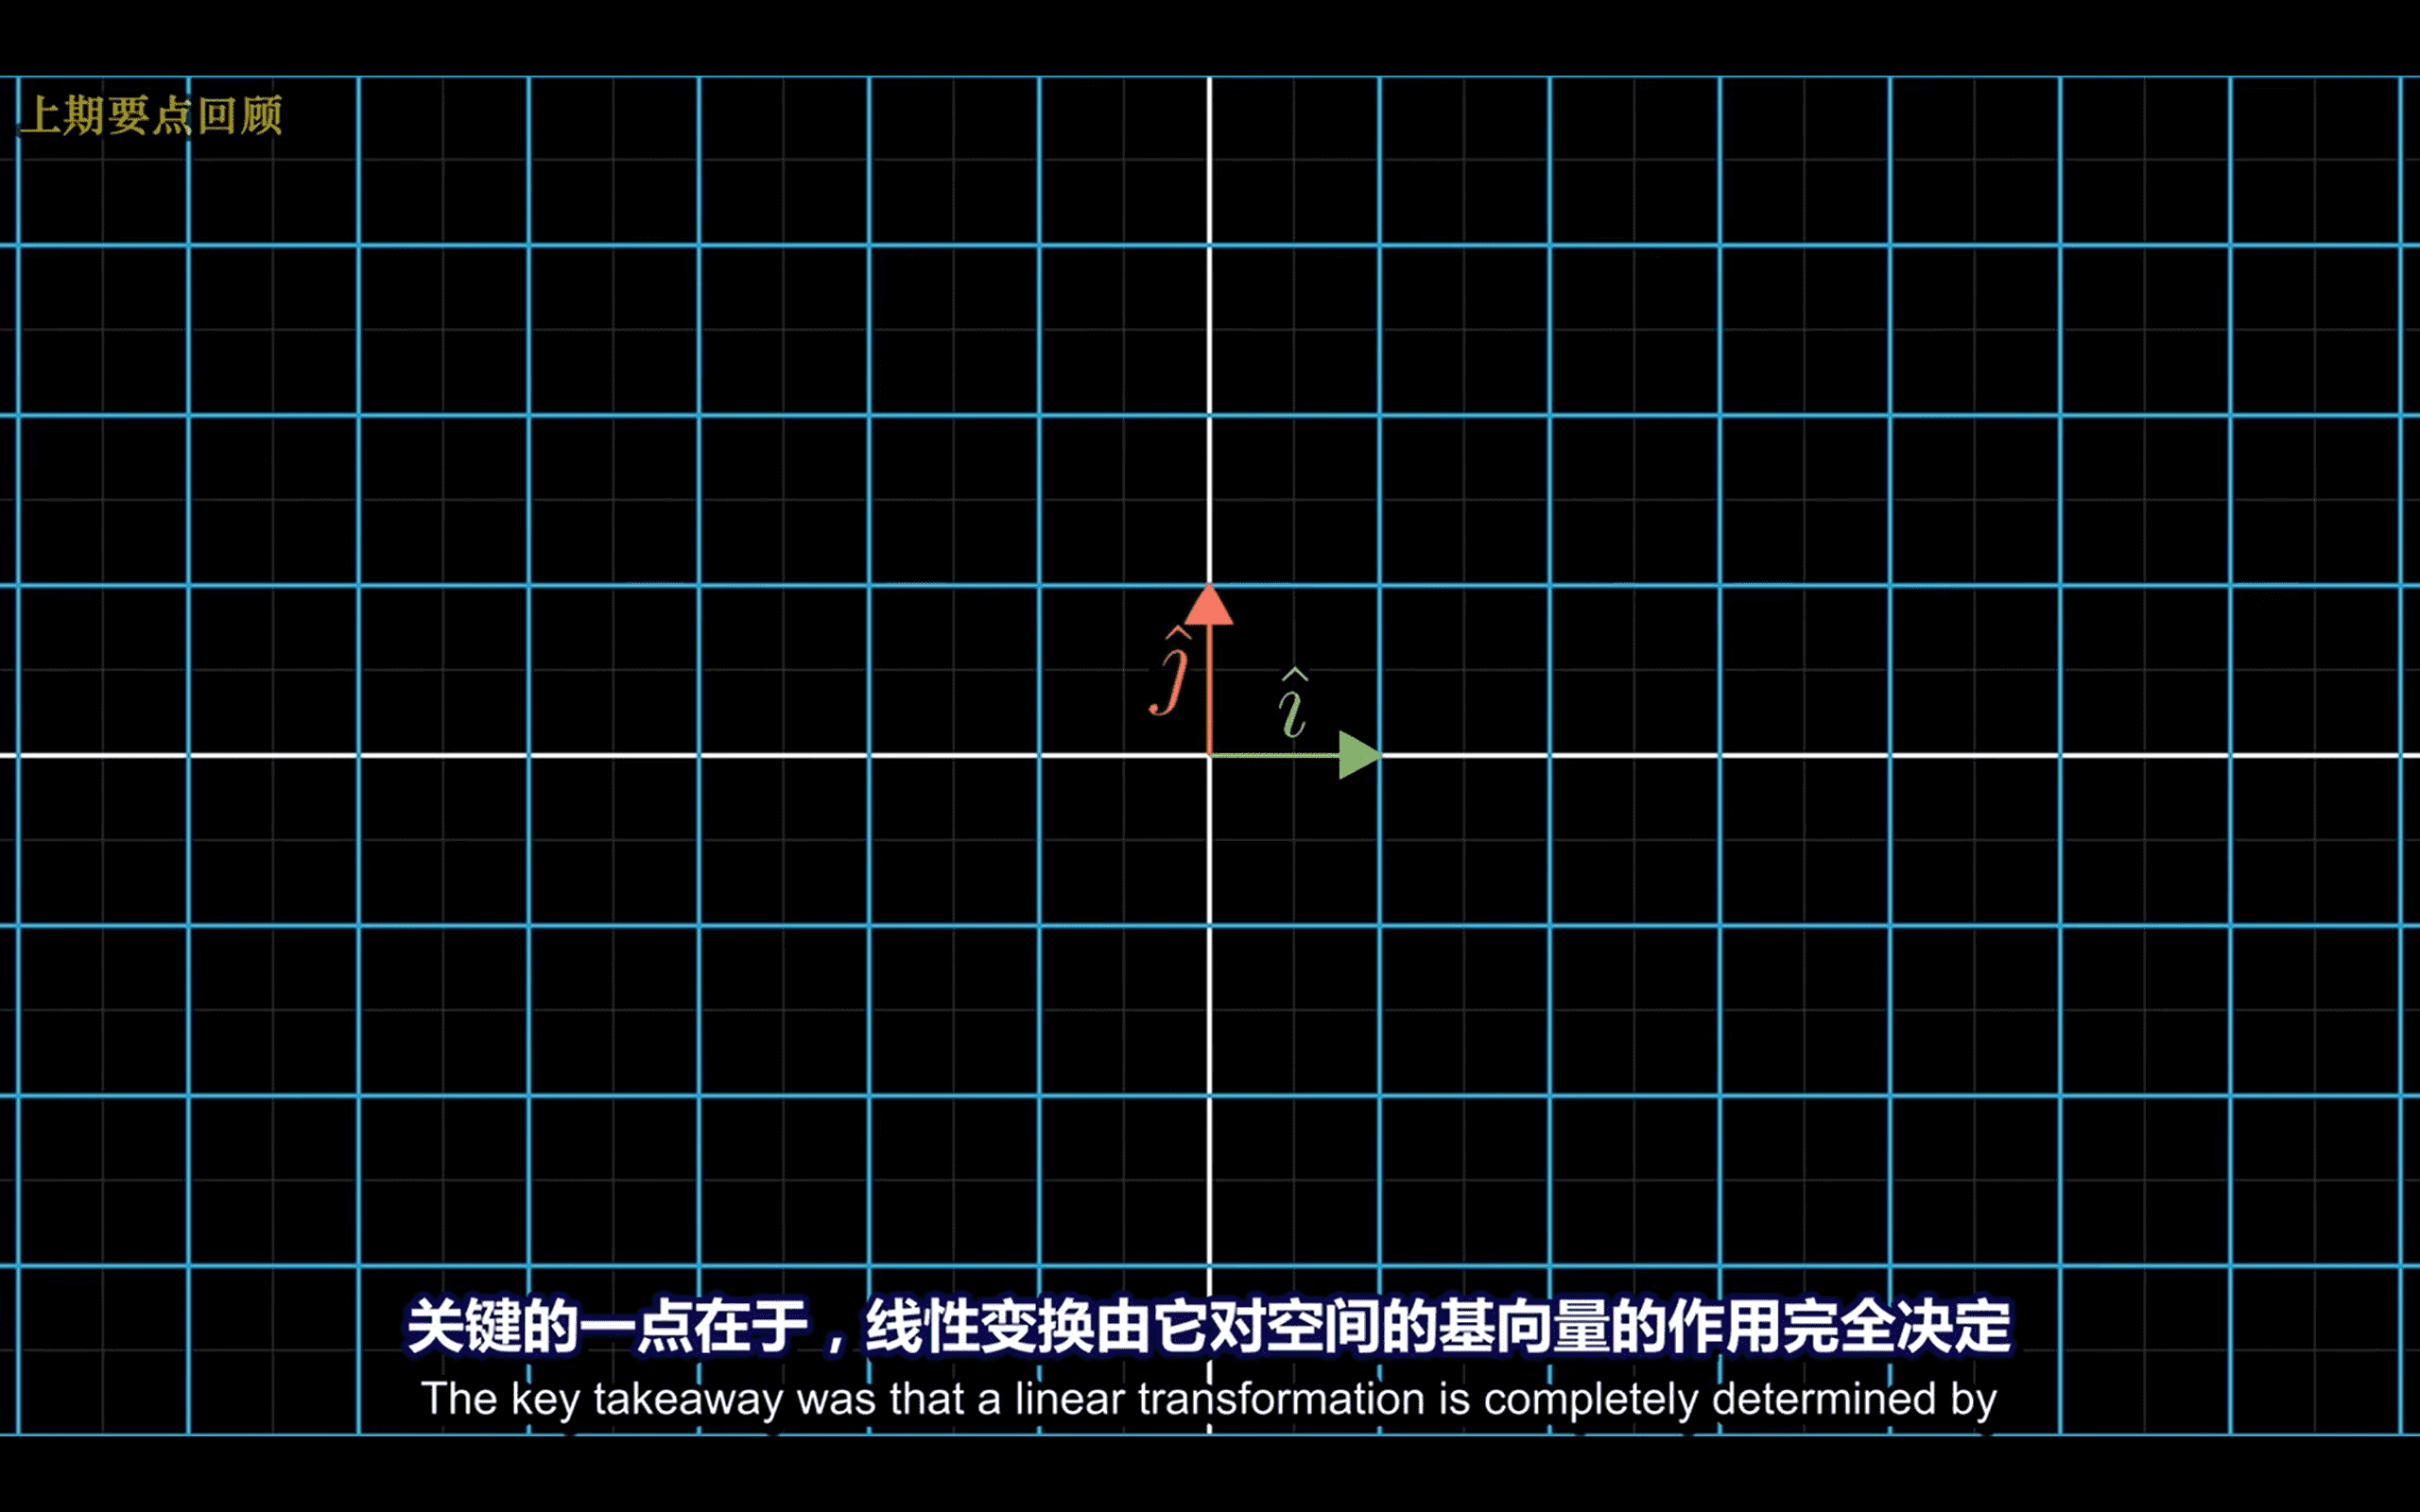 上期要点回顾
ĵ
î
关键的一点在于，线性变换由它对空间的基向量的作用完全决定
The key takeaway was that a linear transformation is completely determined by